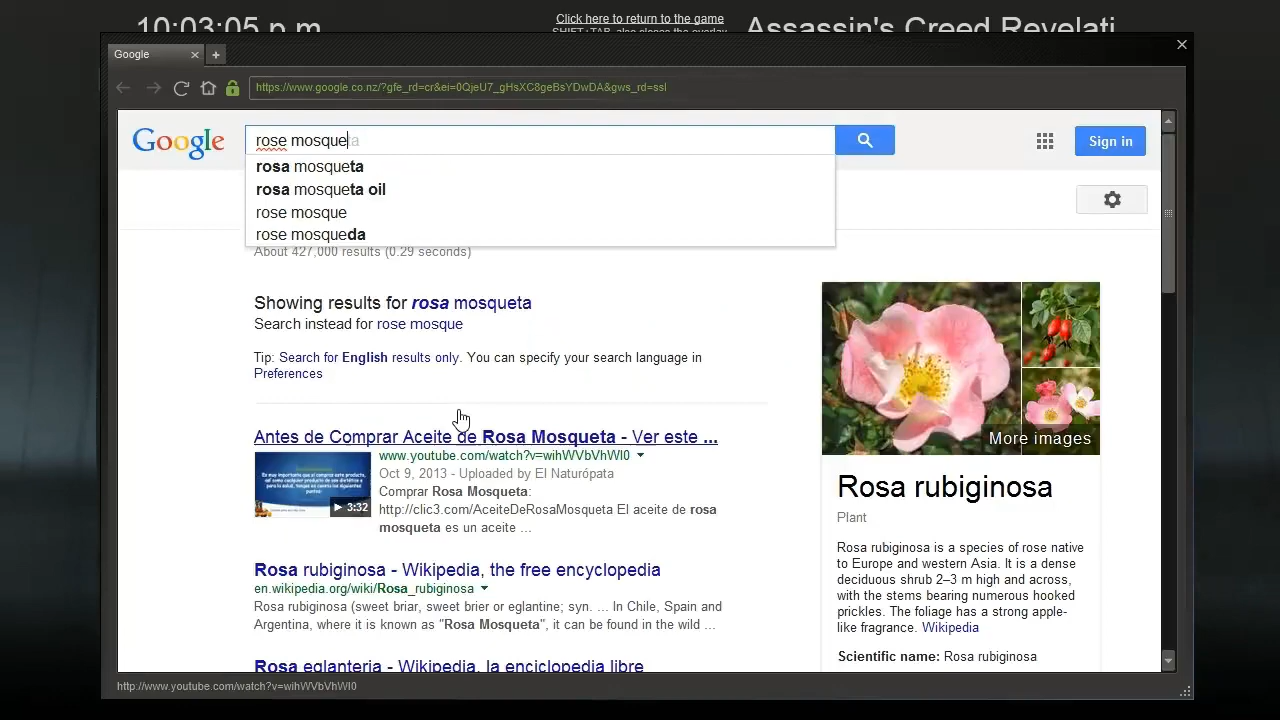 10:03:05 p.m
Click here to return to the game
SHIFT+TAB also closes the overlay
Assassin's Creed Revelati
Google
https://www.google.co.nz/?gfe_rd=cr&ei=0QjeU7_gHsXC8geBsYDwDA&gws_rd=ssl
Google
rose mosqueta
Sign in
rosa mosqueta
rosa mosqueta oil
rose mosque
rose mosqueda
About 427,000 results (0.29 seconds)
Showing results for rosa mosqueta
Search instead for rose mosque
Tip: Search for English results only. You can specify your search language in
Preferences
Antes de Comprar Aceite de Rosa Mosqueta - Ver este ...
www.youtube.com/watch?v=wihWVbVhWI0
Oct 9, 2013 - Uploaded by El Naturópata
Comprar Rosa Mosqueta:
http://clic3.com/AceiteDeRosaMosqueta El aceite de rosa
mosqueta es un aceite ...
3:32
Rosa rubiginosa - Wikipedia, the free encyclopedia
en.wikipedia.org/wiki/Rosa_rubiginosa
Rosa rubiginosa (sweet briar, sweet brier or eglantine; syn. ... In Chile, Spain and
Argentina, where it is known as "Rosa Mosqueta", it can be found in the wild ...
Rosa eglanteria - Wikipedia, la enciclopedia libre
More images
Rosa rubiginosa
Plant
Rosa rubiginosa is a species of rose native
to Europe and western Asia. It is a dense
deciduous shrub 2–3 m high and across,
with the stems bearing numerous hooked
prickles. The foliage has a strong apple-
like fragrance. Wikipedia
Scientific name: Rosa rubiginosa
http://www.youtube.com/watch?v=wihWVbVhWI0